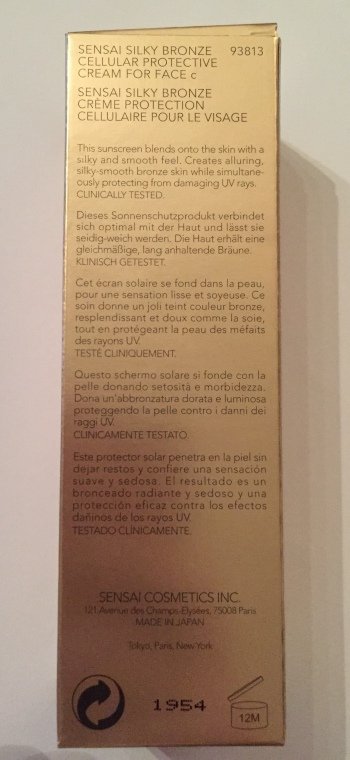 SENSAI SILKY BRONZE 93813
CELLULAR PROTECTIVE
CREAM FOR FACE c
SENSAI SILKY BRONZE
CRÈME PROTECTION
CELLULAIRE POUR LE VISAGE
This sunscreen blends onto the skin with a
silky and smooth feel. Creates alluring,
silky-smooth bronze skin while simultane-
ously protecting from damaging UV rays.
CLINICALLY TESTED.
Dieses Sonnenschutzprodukt verbindet
sich optimal mit der Haut und lässt sie
seidig-weich werden. Die Haut erhält eine
gleichmäßige, lang anhaltende Bräune.
KLINISCH GETESTET.
Cet écran solaire se fond dans la peau,
pour une sensation lisse et soyeuse. Ce
soin donne un joli teint couleur bronze,
resplendissant et doux comme la soie,
tout en protégeant la peau des méfaits
des rayons UV.
TESTÉ CLINIQUEMENT.
Questo schermo solare si fonde con la
pelle donando setosità e morbidezza.
Dona un'abbronzatura dorata e luminosa
proteggendo la pelle contro i danni dei
raggi UV.
CLINICAMENTE TESTATO.
Este protector solar penetra en la piel sin
dejar restos y confiere una sensación
suave y sedosa. El resultado es un
bronceado radiante y sedoso y una
protección eficaz contra los efectos
dañinos de los rayos UV.
TESTADO CLÍNICAMENTE.
SENSAI COSMETICS INC.
121 Avenue des Champs-Elysées, 75008 Paris
MADE IN JAPAN
Tokyo, Paris, New York
1954
12M